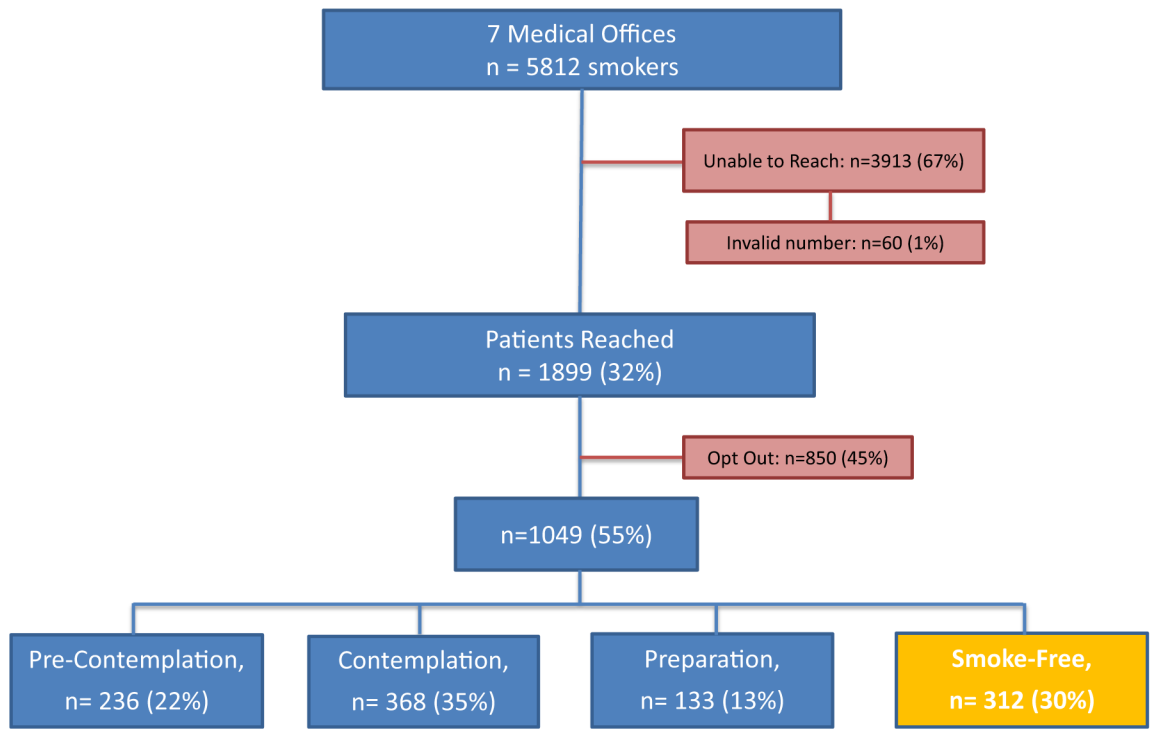 7 Medical Offices
n = 5812 smokers
Unable to Reach: n=3913 (67%)
Invalid number: n=60 (1%)
Patients Reached
n = 1899 (32%)
Opt Out: n=850 (45%)
n=1049 (55%)
Pre-Contemplation,
n= 236 (22%)
Contemplation,
n= 368 (35%)
Preparation,
n= 133 (13%)
Smoke-Free,
n= 312 (30%)